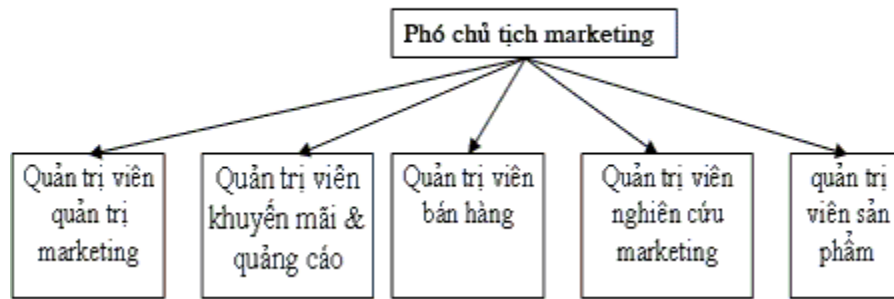 Phó chủ tịch marketing
Quản trị viên
quản trị
marketing
Quản trị viên
khuyến mãi &
quảng cáo
Quản trị viên
bán hàng
Quản trị viên
nghiên cứu
marketing
quản trị
viên sản
phẩm